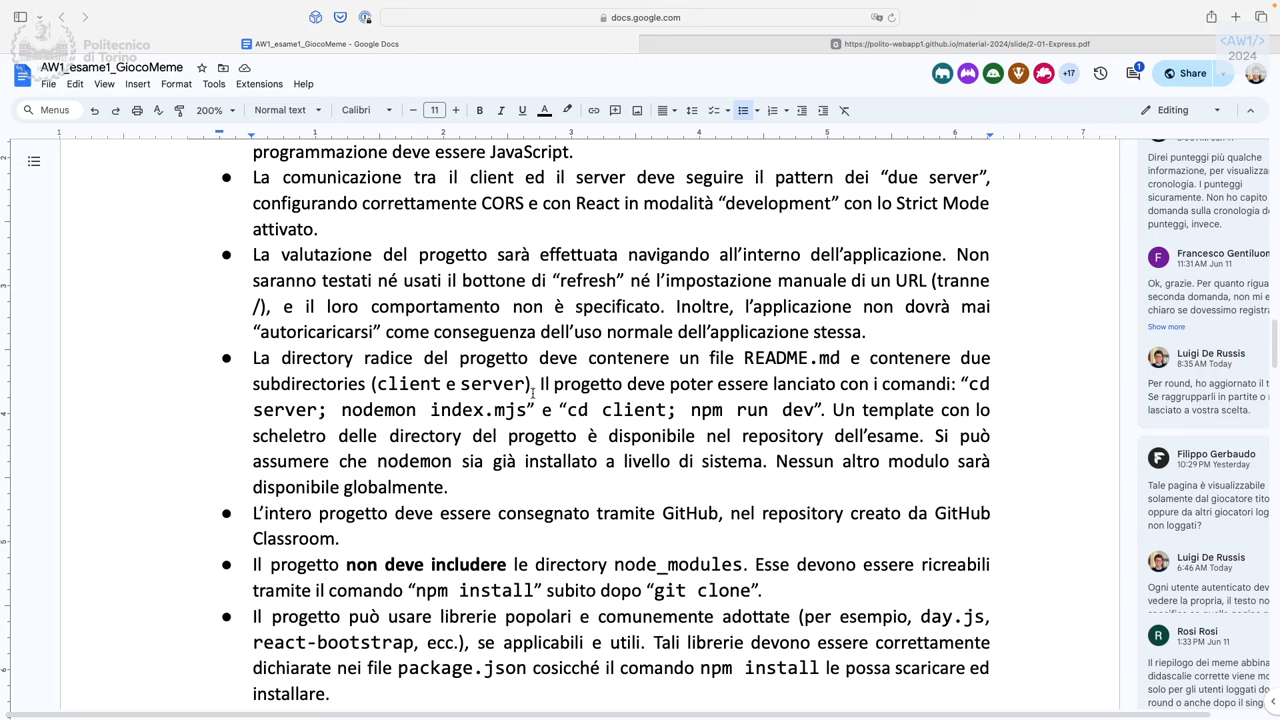 docs.google.com
Politecnico
di Torino
AW1_esame1_GiocoMeme - Google Docs
https://polito-webapp1.github.io/material-2024/slide/2-01-Express.pdf
<AW1/>
2024
AW1_esame1_GiocoMeme
File Edit View Insert Format Tools Extensions Help
+17
1
Share
Menus
200%
Normal text
Calibri
11
B I U A
Editing
1 1 2 3 4 5 6 7
programmazione deve essere JavaScript.
● La comunicazione tra il client ed il server deve seguire il pattern dei “due server”,
configurando correttamente CORS e con React in modalità “development” con lo Strict Mode
attivato.
● La valutazione del progetto sarà effettuata navigando all’interno dell’applicazione. Non
saranno testati né usati il bottone di “refresh” né l’impostazione manuale di un URL (tranne
/), e il loro comportamento non è specificato. Inoltre, l’applicazione non dovrà mai
“autoricaricarsi” come conseguenza dell’uso normale dell’applicazione stessa.
● La directory radice del progetto deve contenere un file README.md e contenere due
subdirectories (client e server). Il progetto deve poter essere lanciato con i comandi: “cd
server; nodemon index.mjs” e “cd client; npm run dev”. Un template con lo
scheletro delle directory del progetto è disponibile nel repository dell’esame. Si può
assumere che nodemon sia già installato a livello di sistema. Nessun altro modulo sarà
disponibile globalmente.
● L’intero progetto deve essere consegnato tramite GitHub, nel repository creato da GitHub
Classroom.
● Il progetto non deve includere le directory node_modules. Esse devono essere ricreabili
tramite il comando “npm install” subito dopo “git clone”.
● Il progetto può usare librerie popolari e comunemente adottate (per esempio, day.js,
react-bootstrap, ecc.), se applicabili e utili. Tali librerie devono essere correttamente
dichiarate nei file package.json cosicché il comando npm install le possa scaricare ed
installare.
Direi punteggi più qualche
informazione, per visualizza
cronologia. I punteggi
sicuramente. Non ho capito
domanda sulla cronologia d
punteggi, invece.
F
Francesco Gentiluon
11:31 AM Jun 11
Ok, grazie. Per quanto rigua
seconda domanda, non mi e
chiaro se dovessimo registra
Show more
Luigi De Russis
8:35 AM Today
Per round, ho aggiornato il t
Se raggrupparli in partite o
lasciato a vostra scelta.
F
Filippo Gerbaudo
10:29 PM Yesterday
Tale pagina è visualizzabile
solamente dal giocatore tito
oppure da altri giocatori log
non loggati?
Luigi De Russis
6:46 AM Today
Ogni utente autenticato dev
vedere la propria, il testo no
R
Rosi Rosi
1:33 PM Jun 11
Il riepilogo dei meme abbina
didascalie corrette viene mo
solo per gli utenti loggati do
round o anche dopo il sing